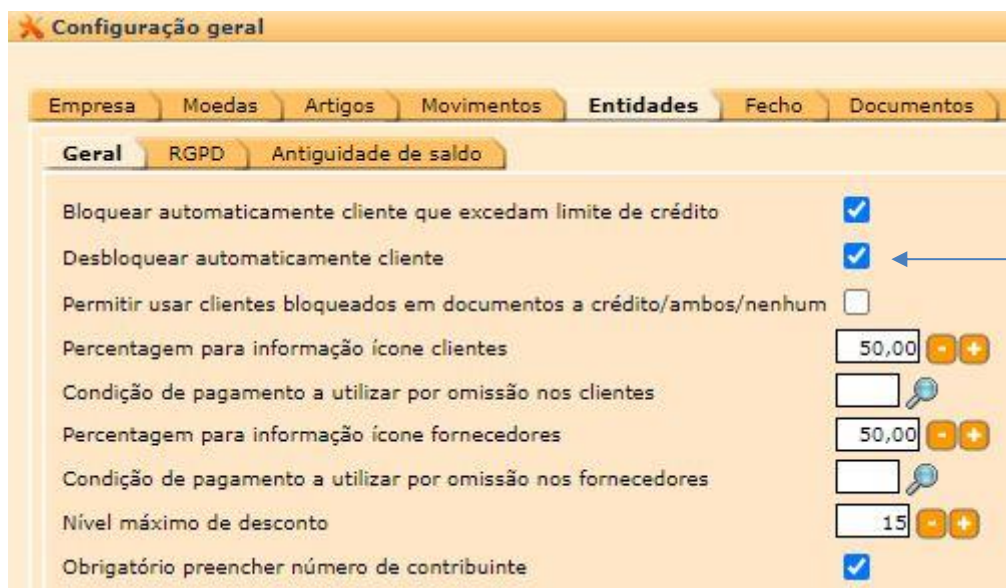 Configuração geral
Empresa Moedas Artigos Movimentos Entidades Fecho Documentos
Geral RGPD Antiguidade de saldo
Bloquear automaticamente cliente que excedam limite de crédito
Desbloquear automaticamente cliente
Permitir usar clientes bloqueados em documentos a crédito/ambos/nenhum
Percentagem para informação ícone clientes 50,00
Condição de pagamento a utilizar por omissão nos clientes
Percentagem para informação ícone fornecedores 50,00
Condição de pagamento a utilizar por omissão nos fornecedores
Nível máximo de desconto 15
Obrigatório preencher número de contribuinte